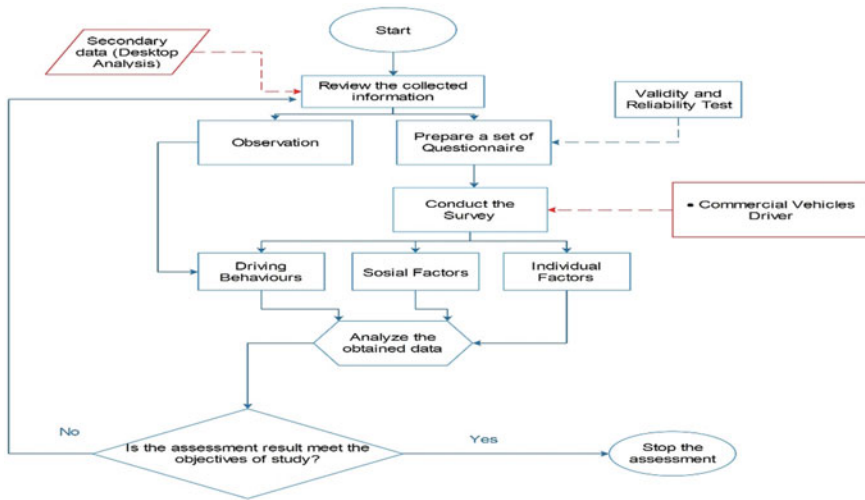 Start
Secondary
data (Desktop
Analysis)
Review the collected
information
Validity and
Reliability Test
Observation
Prepare a set of
Questionnaire
Conduct the
Survey
• Commercial Vehicles
Driver
Driving
Behaviours
Sosial Factors
Individual
Factors
Analyze the
obtained data
No
Is the assessment result meet the
objectives of study?
Yes
Stop the
assessment